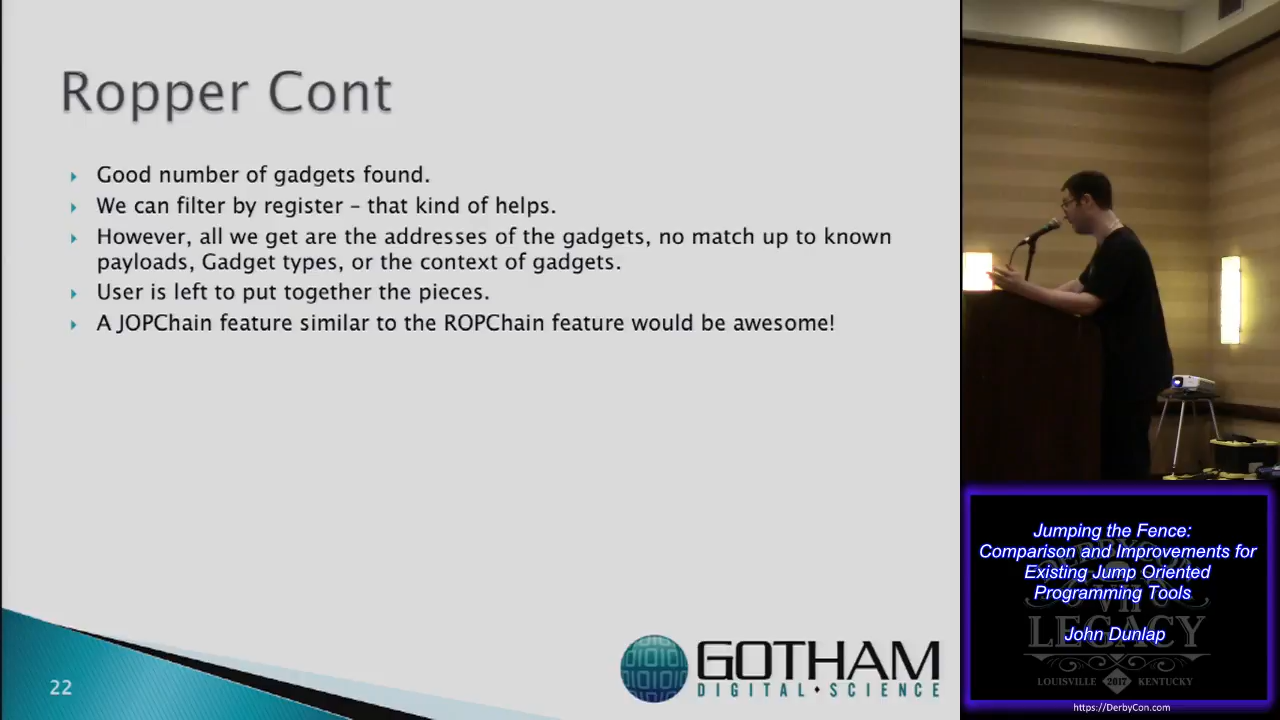 Ropper Cont
Good number of gadgets found.
We can filter by register – that kind of helps.
However, all we get are the addresses of the gadgets, no match up to known
payloads, Gadget types, or the context of gadgets.
User is left to put together the pieces.
A JOPChain feature similar to the ROPChain feature would be awesome!
22
GOTHAM
DIGITAL SCIENCE
Jumping the Fence:
Comparison and Improvements for
Existing Jump Oriented
Programming Tools
John Dunlap
DERBYCON
VII
LEGACY
LOUISVILLE 2017 KENTUCKY
https://DerbyCon.com